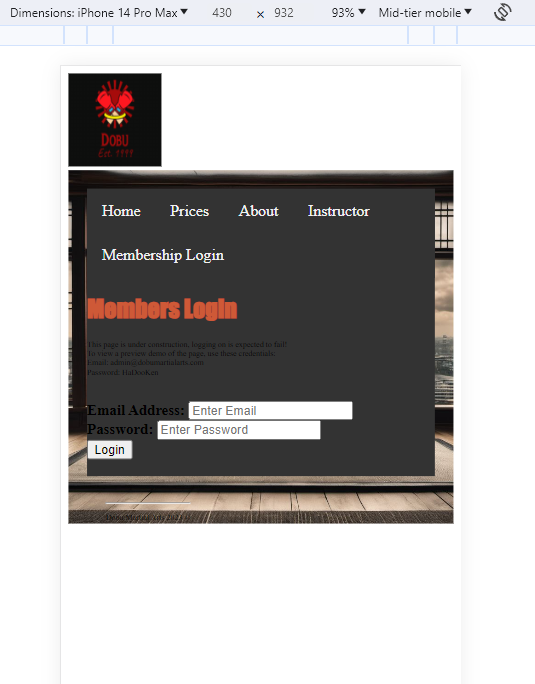 Dimensions: iPhone 14 Pro Max 430 × 932 93% Mid-tier mobile
DOBU
Est. 1111
Home Prices About Instructor
Membership Login
Members Login
This page is under construction, logging on is expected to fail!
To view a preview demo of the page, use these credentials.
Email: admin@dobumartialarts.com
Password: HaDooKen
Email Address: Enter Email
Password: Enter Password
Login